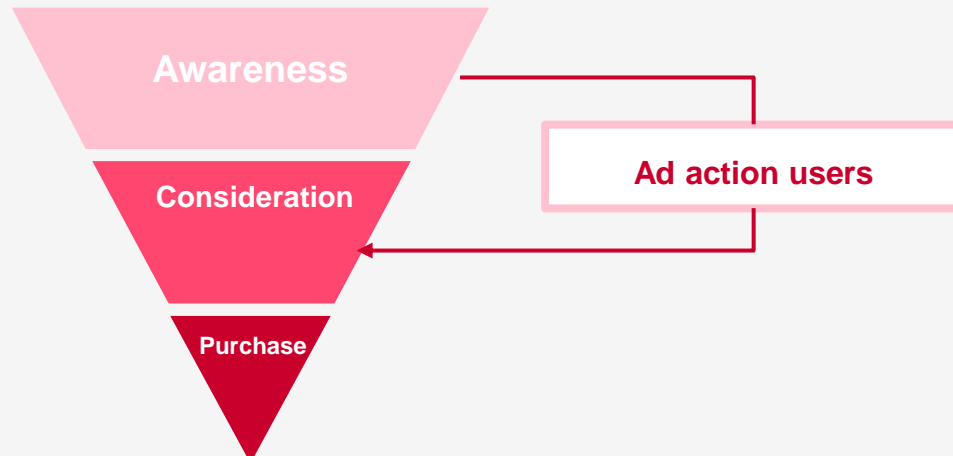 Awareness
Ad action users
Consideration
Purchase